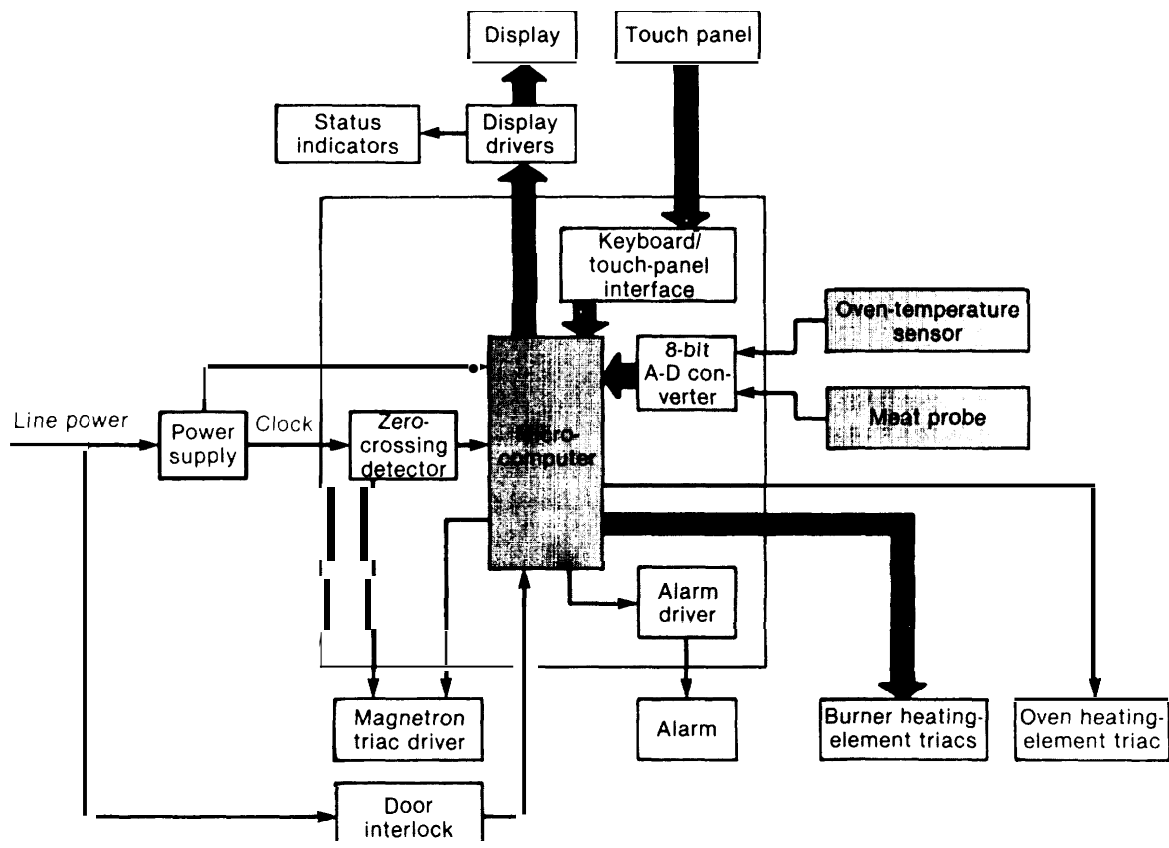 Display
Touch panel
Status
indicators
Display
drivers
Keyboard/
touch-panel
interface
Oven-temperature
sensor
8-bit
A-D con-
verter
Meat probe
Line power
Power
supply
Clock
Zero-
crossing
detector
Micro-
computer
Alarm
driver
Magnetron
triac driver
Alarm
Burner heating-
element triacs
Oven heating-
element triac
Door
interlock